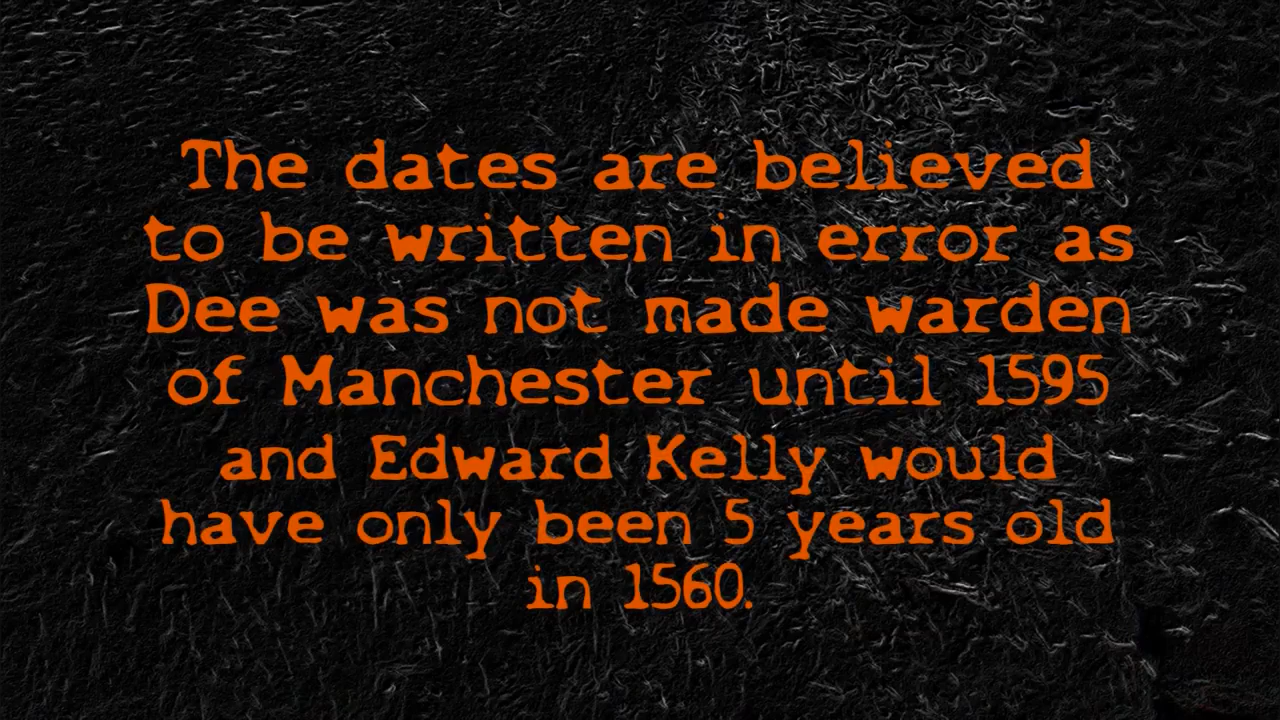 The dates are believed
to be written in error as
Dee was not made warden
of Manchester until 1595
and Edward Kelly would
have only been 5 years old
in 1560.